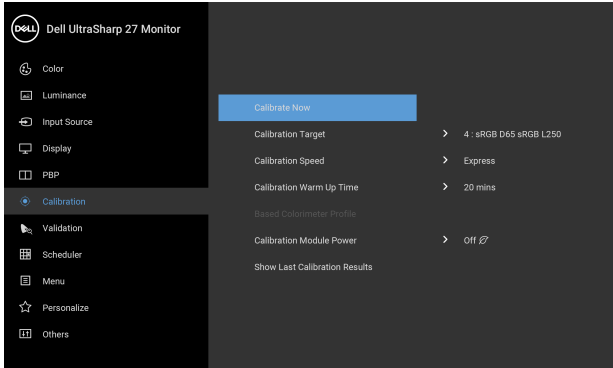 DELL Dell UltraSharp 27 Monitor
Color
Luminance
Input Source
Display
PBP
Calibration
Validation
Scheduler
Menu
Personalize
Others
Calibrate Now
Calibration Target 4 : sRGB D65 sRGB L250
Calibration Speed Express
Calibration Warm Up Time 20 mins
Based Colorimeter Profile
Calibration Module Power Off
Show Last Calibration Results